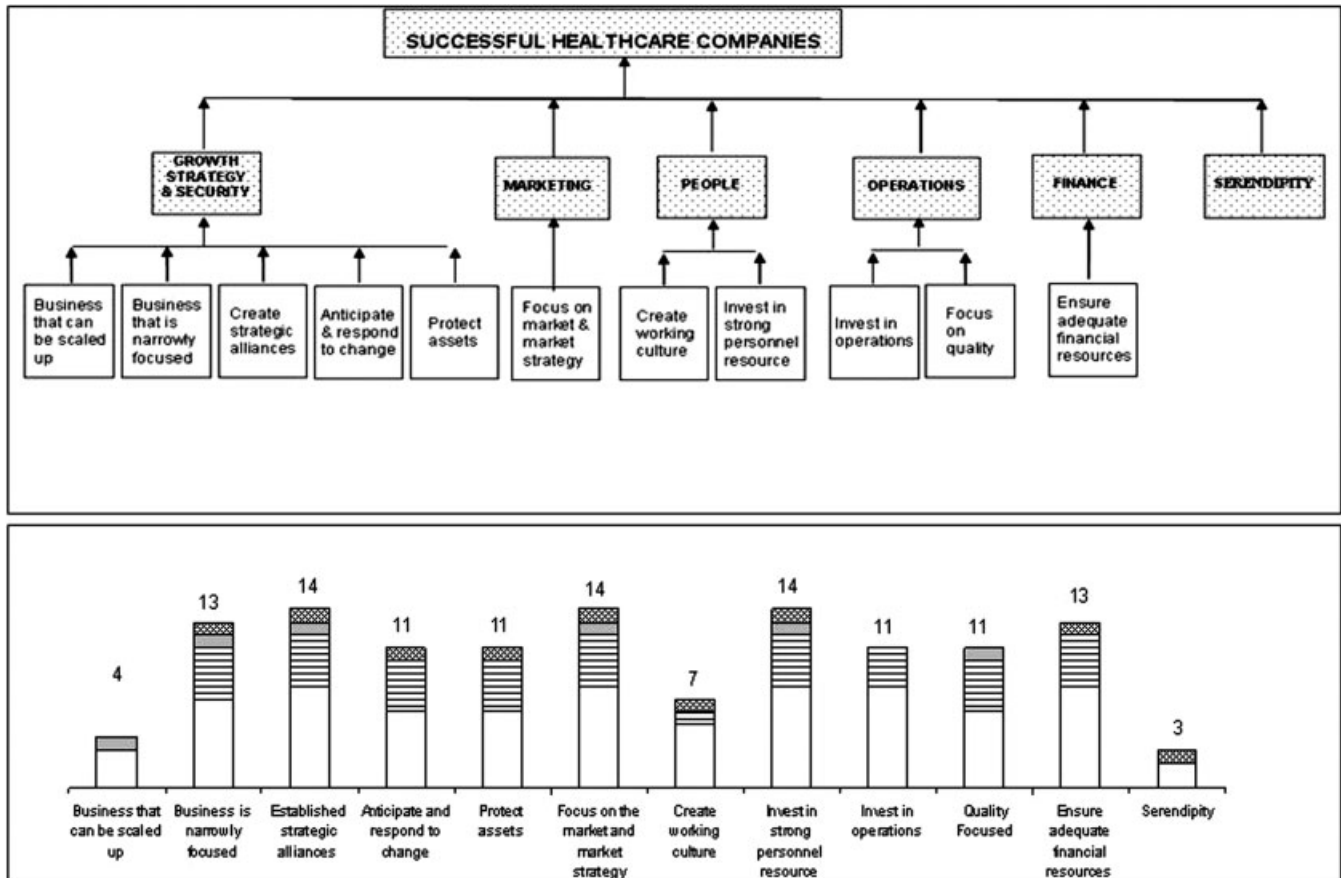 SUCCESSFUL HEALTHCARE COMPANIES
GROWTH
STRATEGY
& SECURITY
MARKETING
PEOPLE
OPERATIONS
FINANCE
SERENDIPITY
Business
that can
be scaled
up
Business
that is
narrowly
focused
Create
strategic
alliances
Anticipate
& respond
to change
Protect
assets
Focus on
market &
market
strategy
Create
working
culture
Invest in
strong
personnel
resource
Invest in
operations
Focus
on
quality
Ensure
adequate
financial
resources
4
13
14
11
11
14
7
14
11
11
13
3
Business that
can be scaled
up
Business is
narrowly
focused
Established
strategic
alliances
Anticipate and
respond to
change
Protect
assets
Focus on the
market and
market
strategy
Create
working
culture
Invest in
strong
personnel
resource
Invest in
operations
Quality
Focused
Ensure
adequate
financial
resources
Serendipity